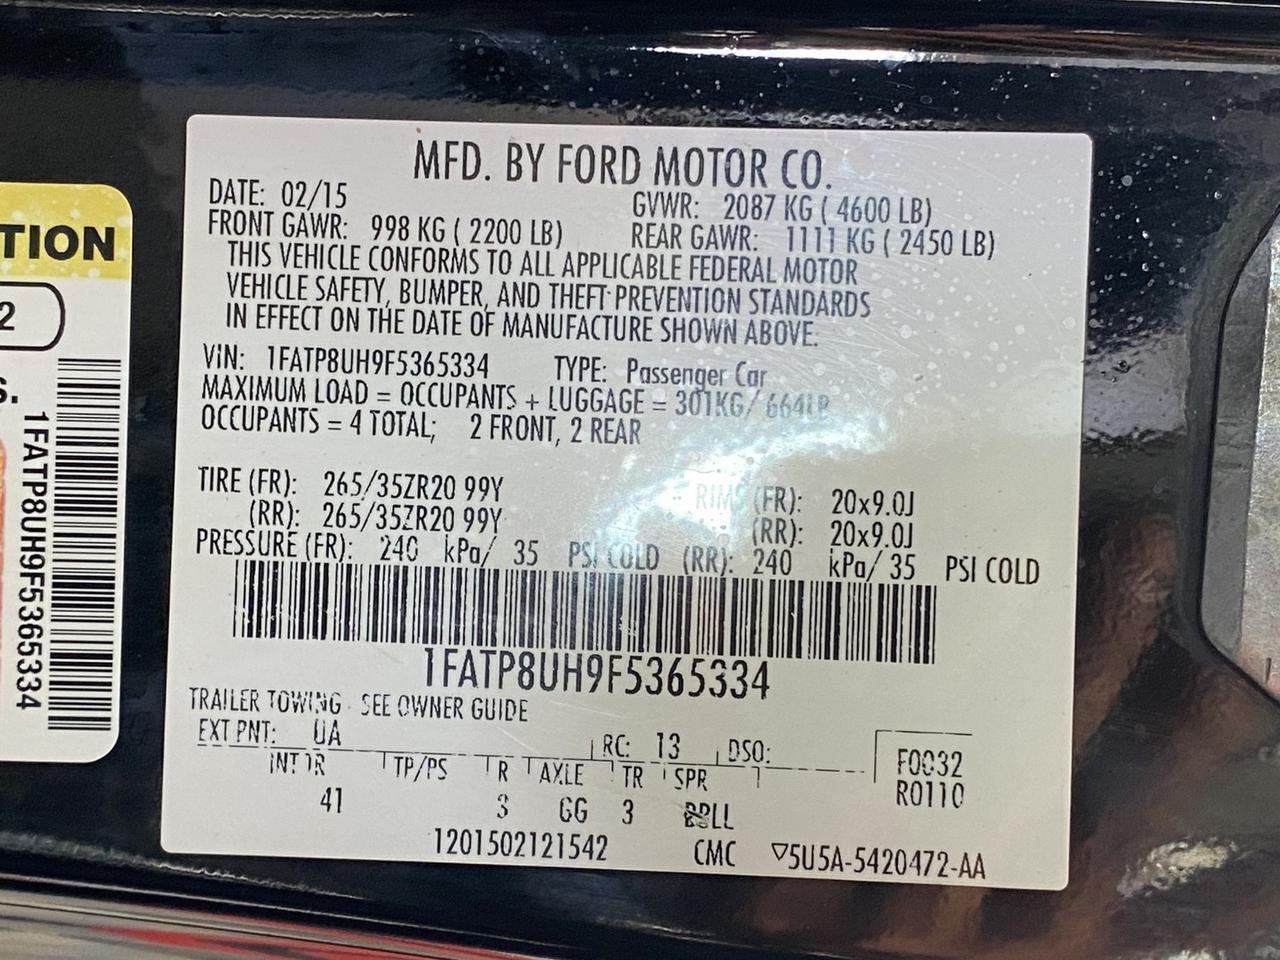 TION
2
S.
1FATP8UH9F5365334
MFD. BY FORD MOTOR CO.
DATE: 02/15 GVWR: 2087 KG ( 4600 LB)
FRONT GAWR: 998 KG ( 2200 LB) REAR GAWR: 1111 KG ( 2450 LB)
THIS VEHICLE CONFORMS TO ALL APPLICABLE FEDERAL MOTOR
VEHICLE SAFETY, BUMPER, AND THEFT PREVENTION STANDARDS
IN EFFECT ON THE DATE OF MANUFACTURE SHOWN ABOVE.
VIN: 1FATP8UH9F5365334 TYPE: Passenger Car
MAXIMUM LOAD = OCCUPANTS + LUGGAGE = 301KG/ 664LB
OCCUPANTS = 4 TOTAL; 2 FRONT, 2 REAR
TIRE (FR): 265/35ZR20 99Y RIMS (FR): 20x9.0J
(RR): 265/35ZR20 99Y (RR): 20x9.0J
PRESSURE (FR): 240 kPa/ 35 PSI COLD (RR): 240 kPa/ 35 PSI COLD
1FATP8UH9F5365334
TRAILER TOWING - SEE OWNER GUIDE
EXT PNT: UA RC: 13 DSO: F0032
INT TR TP/PS R AXLE TR SPR R0110
41 3 GG 3
1201502121542 CMC ▽5U5A-5420472-AA